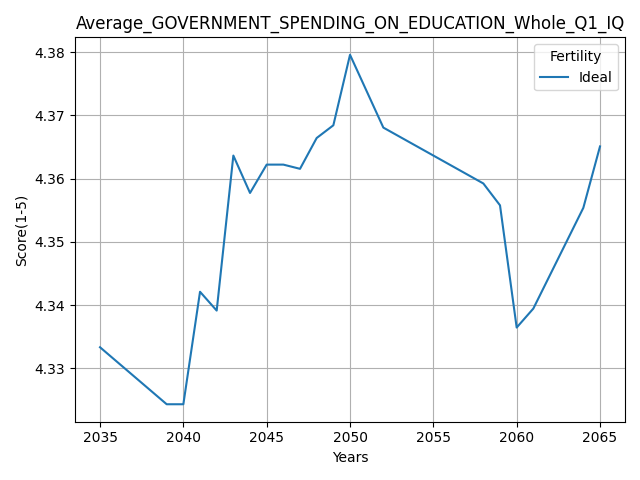 Average_GOVERNMENT_SPENDING_ON_EDUCATION_Whole_Q1_IQ
Fertility
Ideal
Score(1-5)
4.38
4.37
4.36
4.35
4.34
4.33
2035 2040 2045 2050 2055 2060 2065
Years